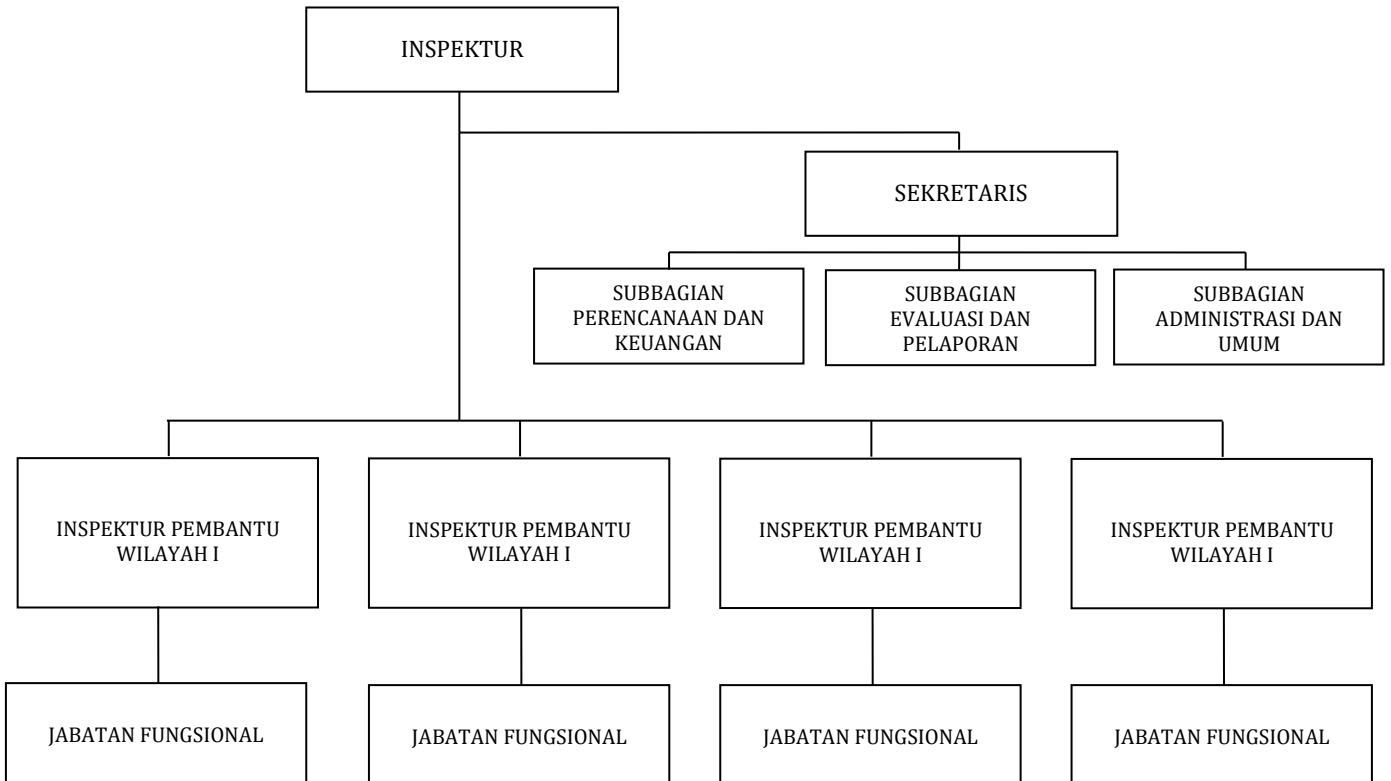 INSPEKTUR
SEKRETARIS
SUBBAGIAN
PERENCANAAN DAN
KEUANGAN
SUBBAGIAN
EVALUASI DAN
PELAPORAN
SUBBAGIAN
ADMINISTRASI DAN
UMUM
INSPEKTUR PEMBANTU
WILAYAH I
INSPEKTUR PEMBANTU
WILAYAH I
INSPEKTUR PEMBANTU
WILAYAH I
INSPEKTUR PEMBANTU
WILAYAH I
JABATAN FUNGSIONAL
JABATAN FUNGSIONAL
JABATAN FUNGSIONAL
JABATAN FUNGSIONAL